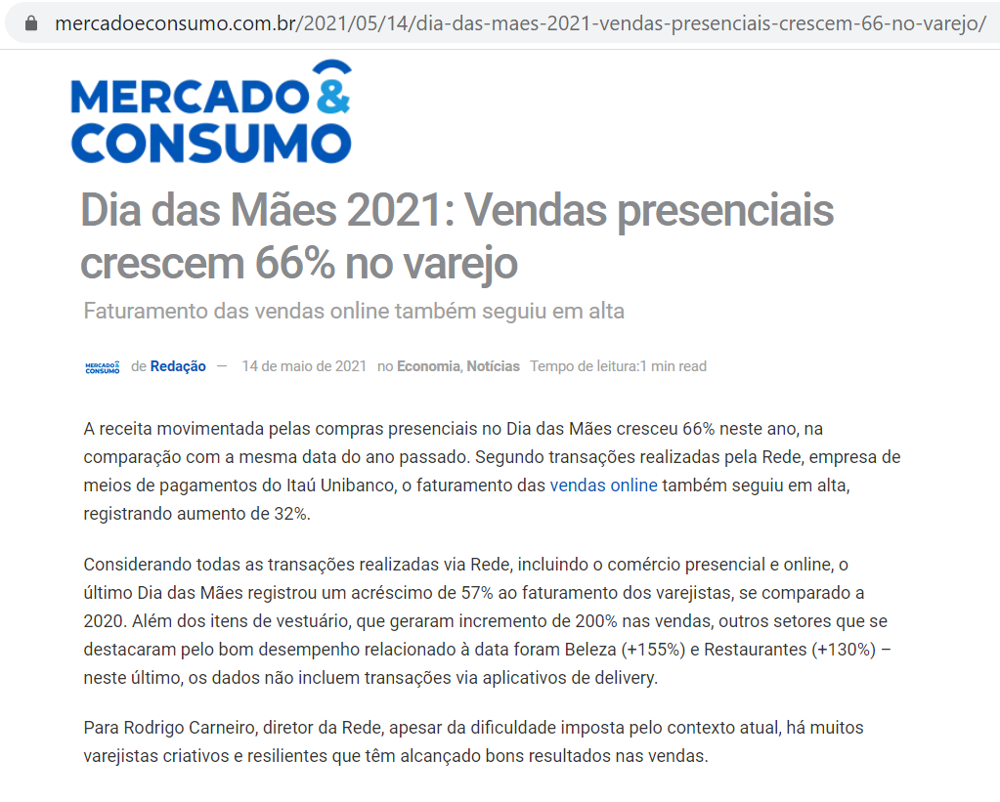 mercadoeconsumo.com.br/2021/05/14/dia-das-maes-2021-vendas-presenciais-crescem-66-no-varejo/
MERCADO&
CONSUMO
Dia das Mães 2021: Vendas presenciais
crescem 66% no varejo
Faturamento das vendas online também seguiu em alta
MERCADO&
CONSUMO
de Redação — 14 de maio de 2021 no Economia, Notícias Tempo de leitura:1 min read
A receita movimentada pelas compras presenciais no Dia das Mães cresceu 66% neste ano, na
comparação com a mesma data do ano passado. Segundo transações realizadas pela Rede, empresa de
meios de pagamentos do Itaú Unibanco, o faturamento das vendas online também seguiu em alta,
registrando aumento de 32%.
Considerando todas as transações realizadas via Rede, incluindo o comércio presencial e online, o
último Dia das Mães registrou um acréscimo de 57% ao faturamento dos varejistas, se comparado a
2020. Além dos itens de vestuário, que geraram incremento de 200% nas vendas, outros setores que se
destacaram pelo bom desempenho relacionado à data foram Beleza (+155%) e Restaurantes (+130%) –
neste último, os dados não incluem transações via aplicativos de delivery.
Para Rodrigo Carneiro, diretor da Rede, apesar da dificuldade imposta pelo contexto atual, há muitos
varejistas criativos e resilientes que têm alcançado bons resultados nas vendas.